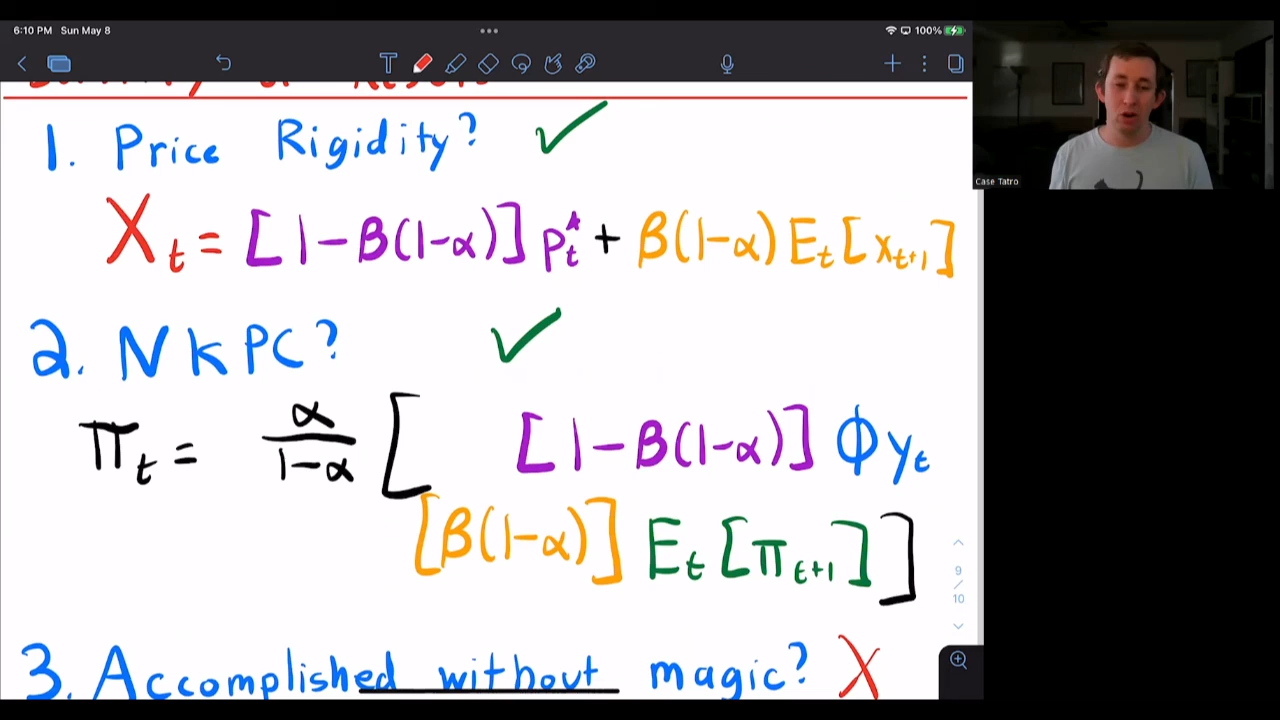 6:10 PM Sun May 8
100%
1. Price Rigidity? ✓
X_t = [1-β(1-α)] p_t^* + β(1-α) E_t[x_{t+1}]
2. NKPC? ✓
π_t = α/(1-α) [ [1-β(1-α)] φ y_t
[β(1-α)] E_t[π_{t+1}] ]
3. Accomplished without magic? X
9 / 10
Case Tatro